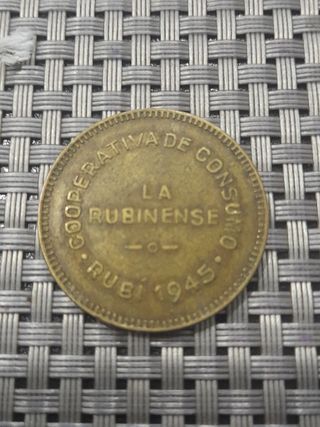 COOPERATIVA DE CONSUMO
LA
RUBINENSE
· RUBÍ 1945 ·